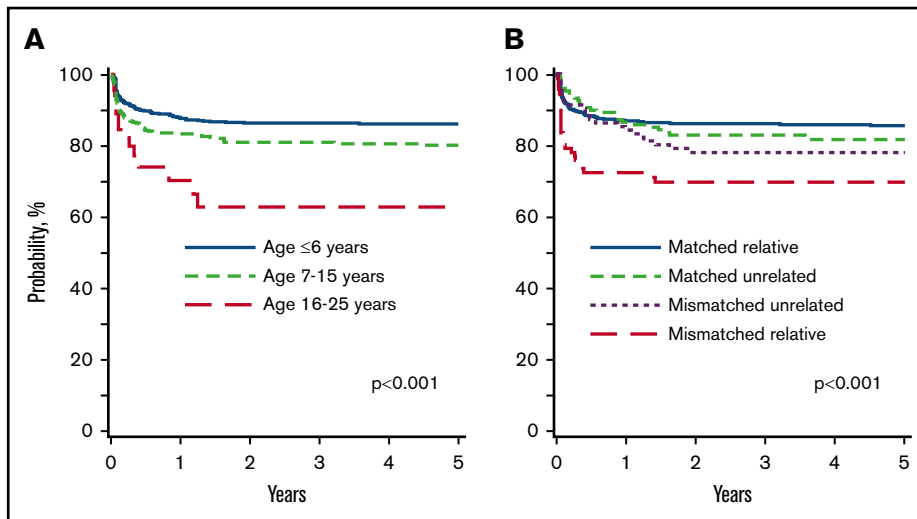 A
Probability, %
100
80
60
40
20
0
Age ≤6 years
Age 7-15 years
Age 16-25 years
p<0.001
0 1 2 3 4 5
Years
B
100
80
60
40
20
0
Matched relative
Matched unrelated
Mismatched unrelated
Mismatched relative
p<0.001
0 1 2 3 4 5
Years